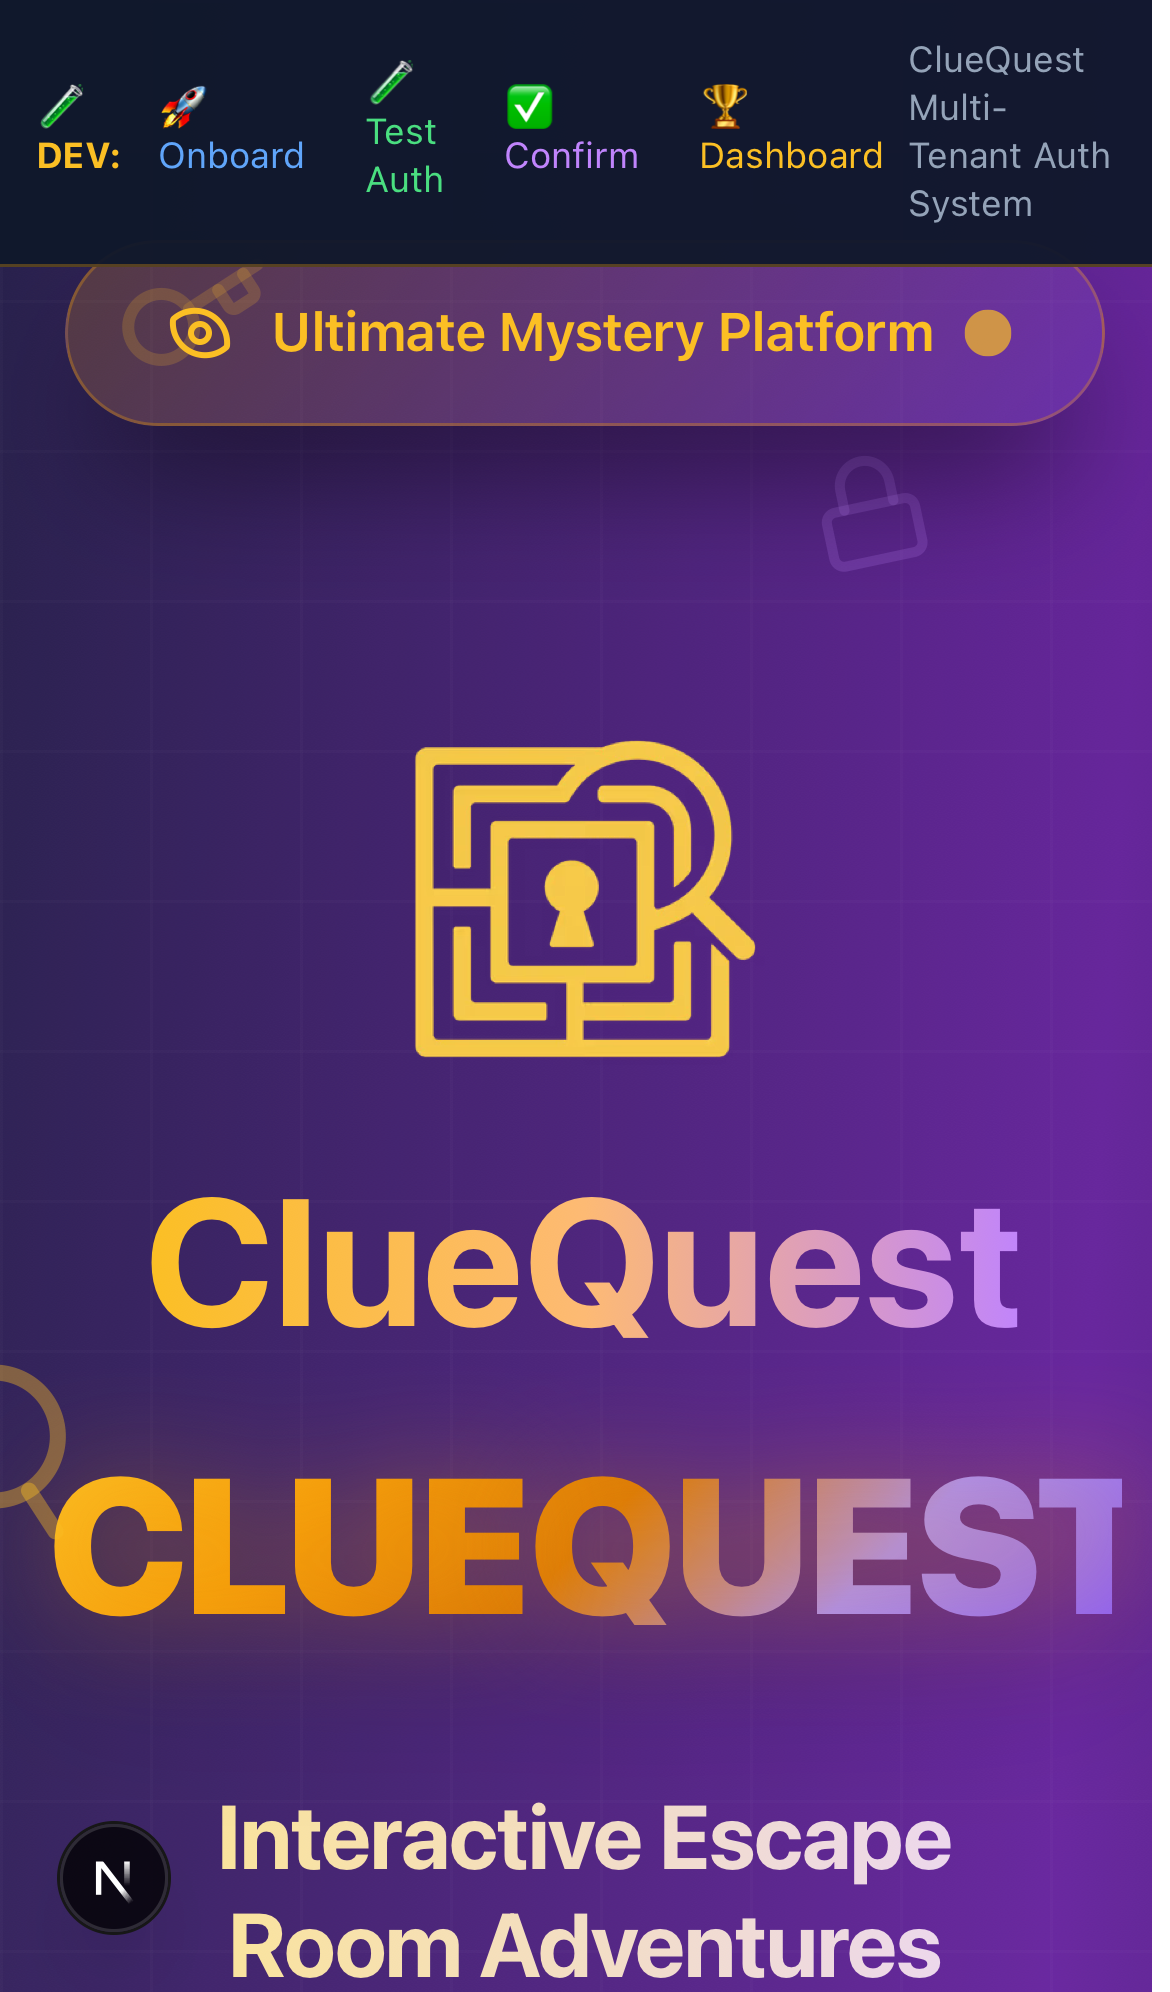 🧪 DEV:
🚀 Onboard
🧪 Test
Auth
✅ Confirm
🏆 Dashboard
ClueQuest
Multi-
Tenant Auth
System
Ultimate Mystery Platform
ClueQuest
CLUEQUEST
Interactive Escape
Room Adventures
N